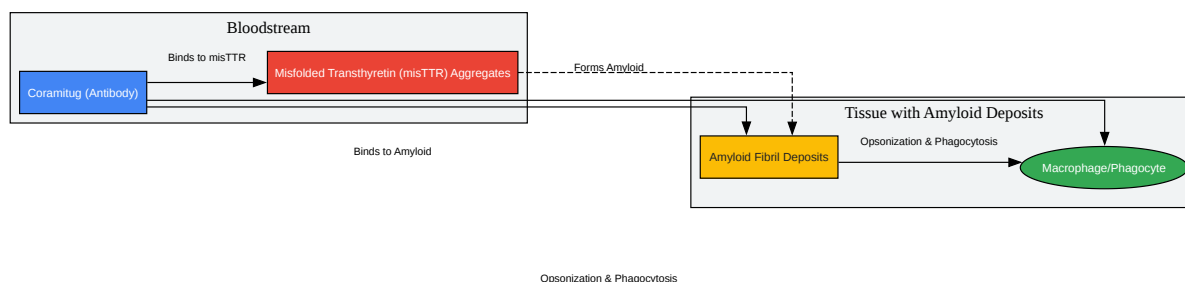 Bloodstream
Binds to misTTR
Coramitug (Antibody)
Misfolded Transthyretin (misTTR) Aggregates
Forms Amyloid
Tissue with Amyloid Deposits
Binds to Amyloid
Amyloid Fibril Deposits
Opsonization & Phagocytosis
Macrophage/Phagocyte
Opsonization & Phagocytosis